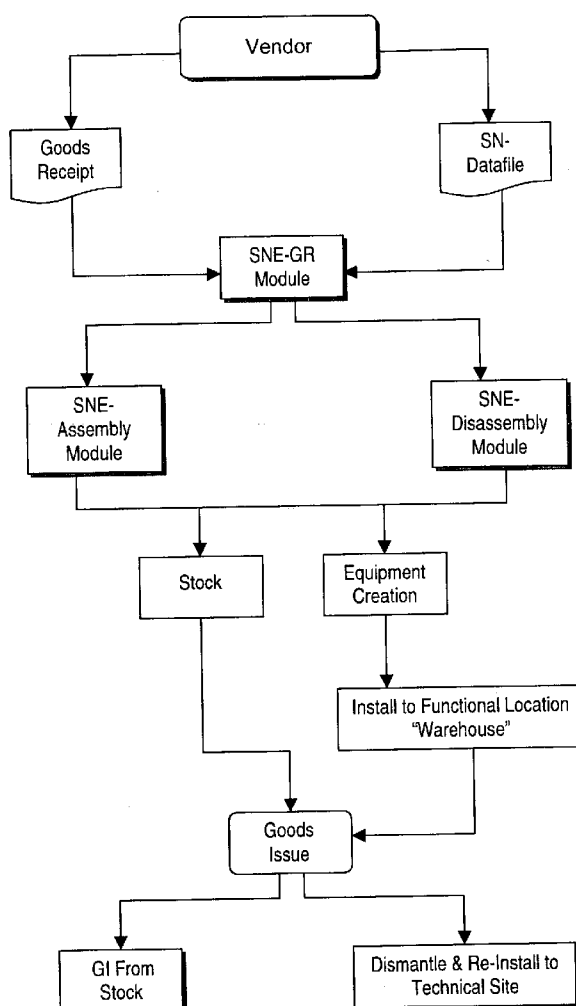 Vendor
Goods
Receipt
SN-
Datafile
SNE-GR
Module
SNE-
Assembly
Module
SNE-
Disassembly
Module
Stock
Equipment
Creation
Install to Functional Location
“Warehouse”
Goods
Issue
GI From
Stock
Dismantle & Re-Install to
Technical Site